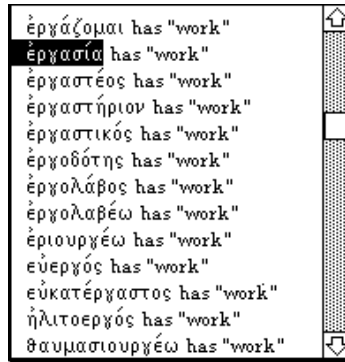 ἐργάζομαι has "work"
ἐργασία has "work"
ἐργαστέος has "work"
ἐργαστήριον has "work"
ἐργαστικός has "work"
ἐργοδότης has "work"
ἐργολάβος has "work"
ἐργολαβέω has "work"
ἐριουργέω has "work"
εὐεργός has "work"
εὐκατέργαστος has "work"
ἠλιτοεργός has "work"
θαυμασιουργέω has "work"